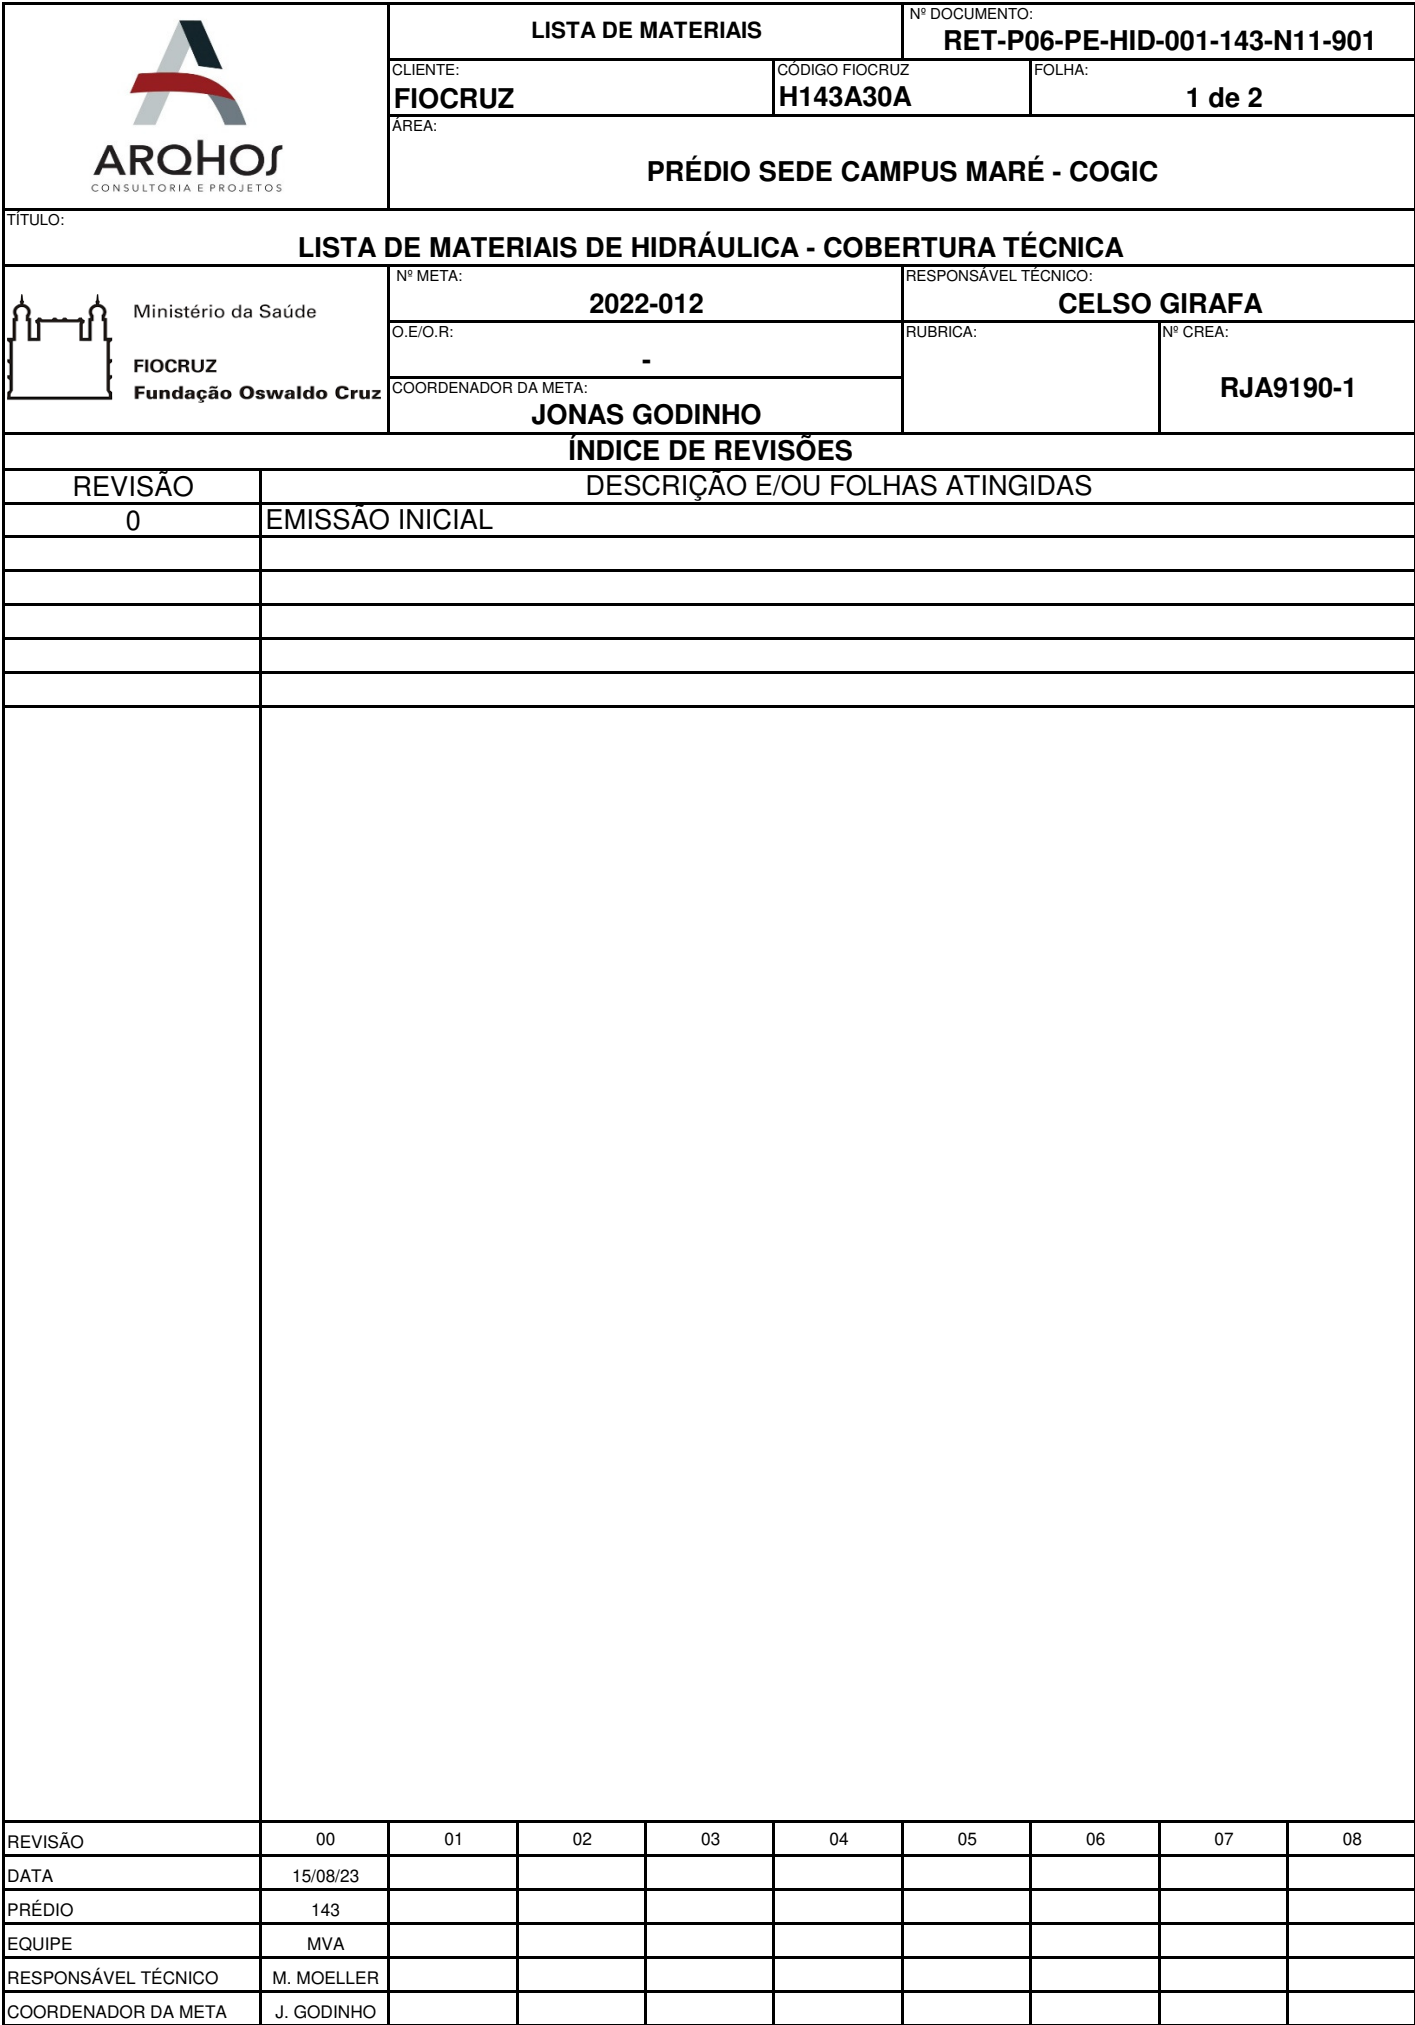 ARQHOS
CONSULTORIA E PROJETOS
LISTA DE MATERIAIS
Nº DOCUMENTO:
RET-P06-PE-HID-001-143-N11-901
CLIENTE:
FIOCRUZ
CÓDIGO FIOCRUZ
H143A30A
FOLHA:
1 de 2
ÁREA:
PRÉDIO SEDE CAMPUS MARÉ - COGIC
TÍTULO:
LISTA DE MATERIAIS DE HIDRÁULICA - COBERTURA TÉCNICA
Ministério da Saúde
FIOCRUZ
Fundação Oswaldo Cruz
Nº META:
2022-012
RESPONSÁVEL TÉCNICO:
CELSO GIRAFA
O.E/O.R:
-
RUBRICA:
Nº CREA:
RJA9190-1
COORDENADOR DA META:
JONAS GODINHO
ÍNDICE DE REVISÕES
REVISÃO DESCRIÇÃO E/OU FOLHAS ATINGIDAS
0 EMISSÃO INICIAL
REVISÃO 00 01 02 03 04 05 06 07 08
DATA 15/08/23
PRÉDIO 143
EQUIPE MVA
RESPONSÁVEL TÉCNICO M. MOELLER
COORDENADOR DA META J. GODINHO